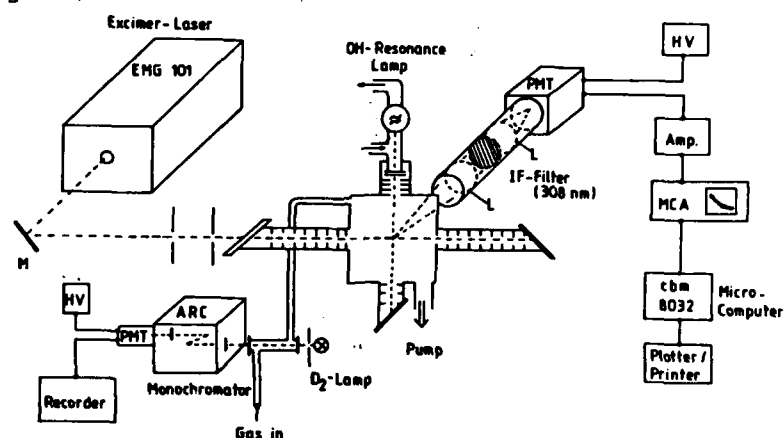 Excimer-Laser
EMG 101
OH-Resonance
Lamp
PMT
HV
Amp.
MCA
cbm
8032
Micro-
Computer
Plotter/
Printer
L
L
IF-Filter
(308 nm)
M
HV
ARC
PMT
Monochromator
Recorder
D2-Lamp
Gas in
Pump